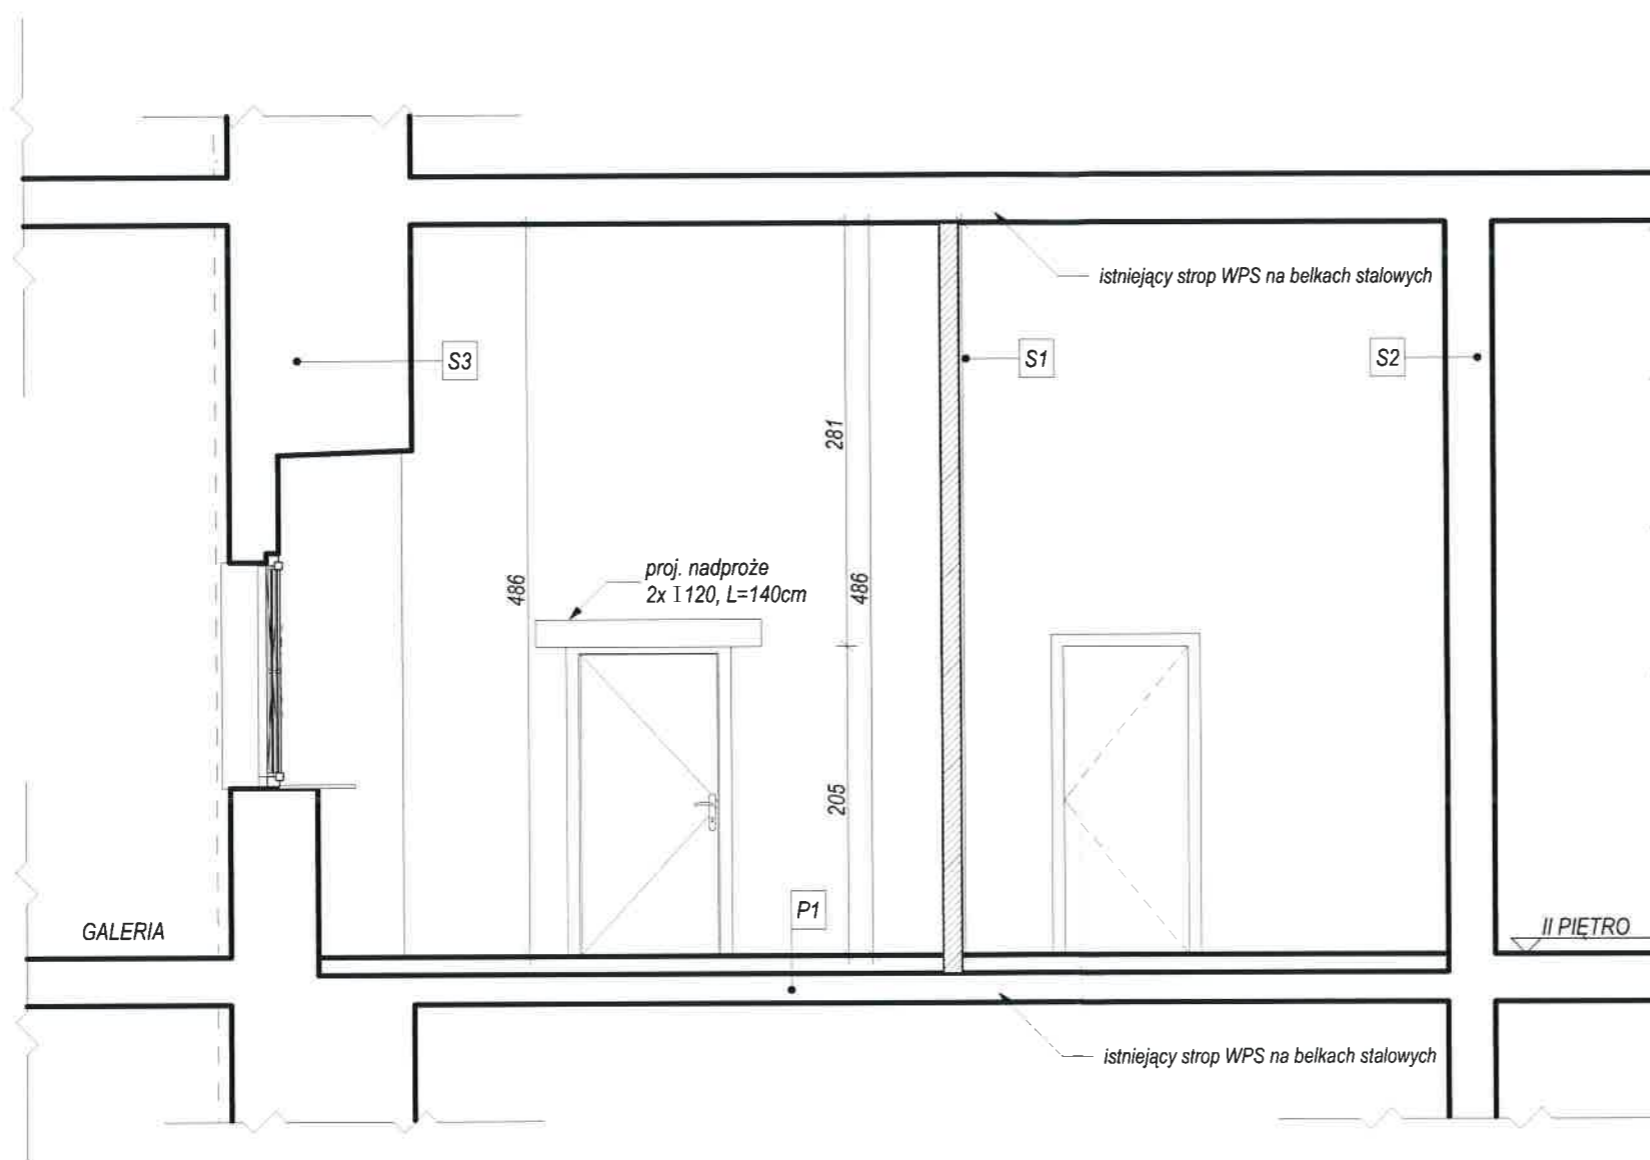 istniejący strop WPS na belkach stalowych
S3
S1
S2
281
proj. nadproże
2x I120, L=140cm
486
486
205
P1
GALERIA
II PIĘTRO
istniejący strop WPS na belkach stalowych